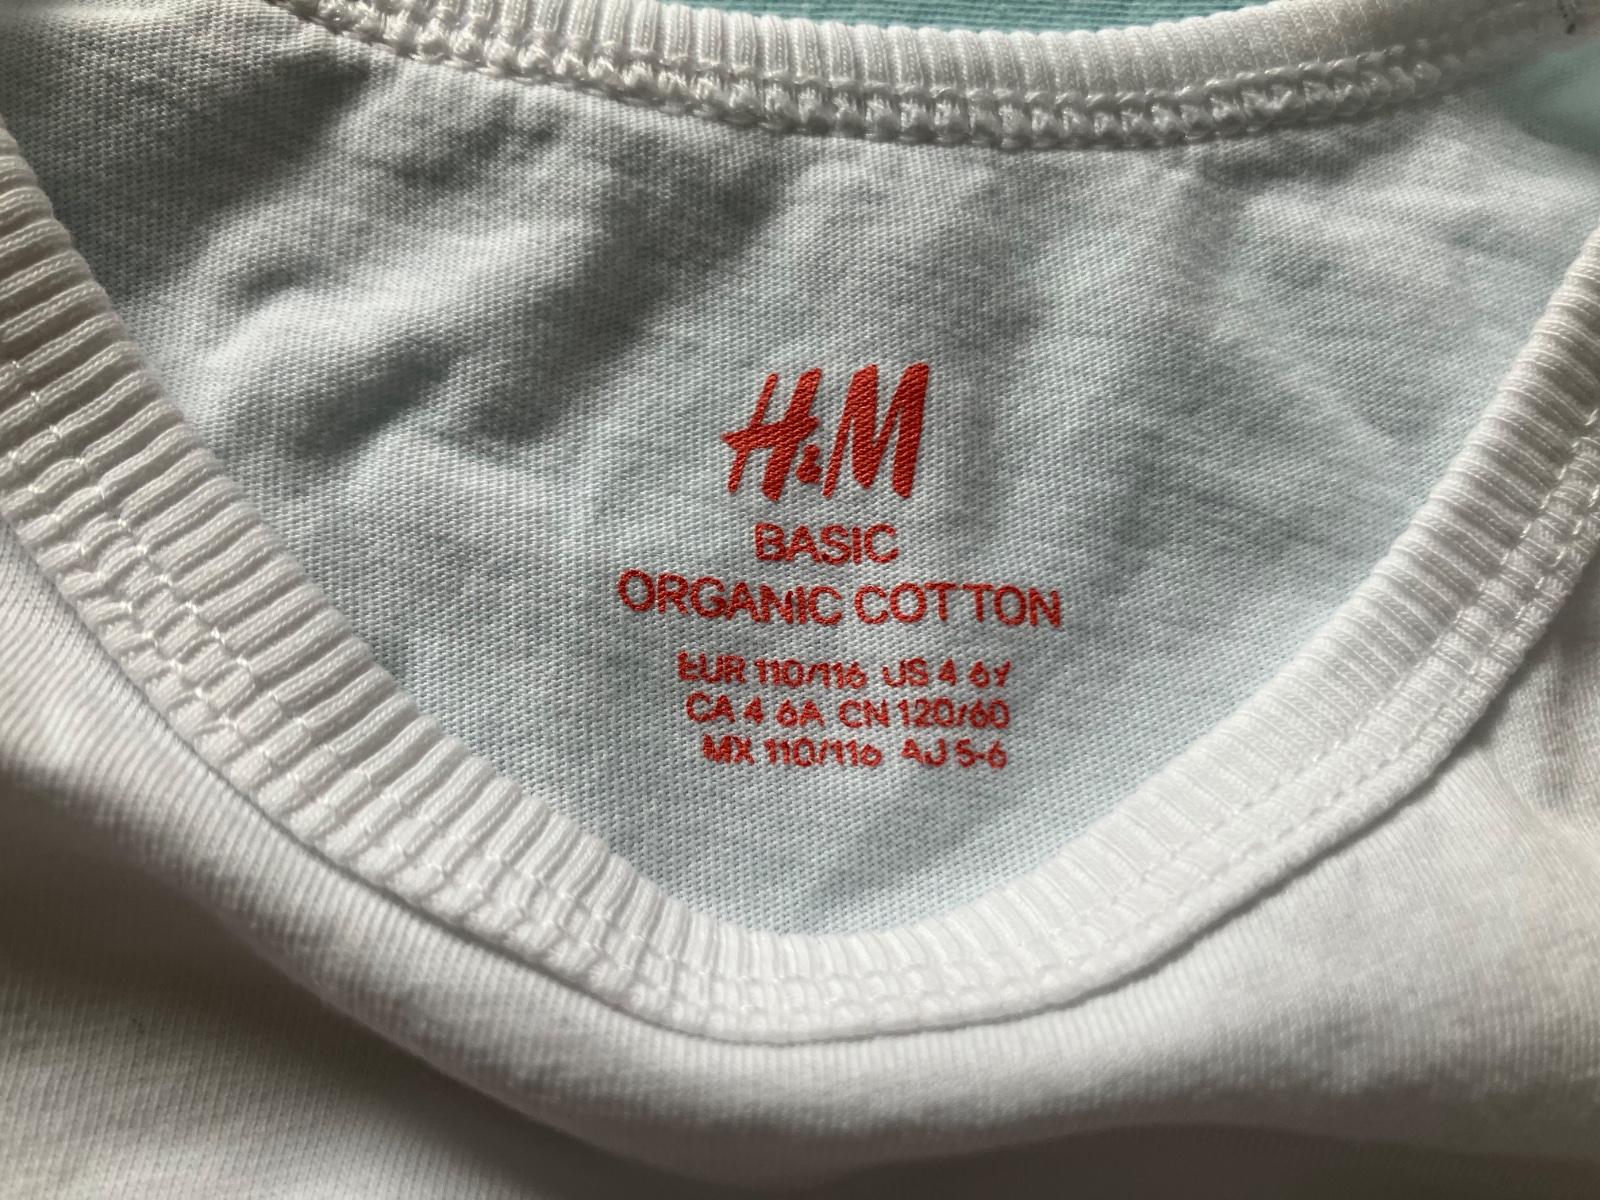 H&M
BASIC
ORGANIC COTTON
EUR 110/116 US 4 6Y
CA 4 6A CN 120/60
MX 110/116 AJ 5-6